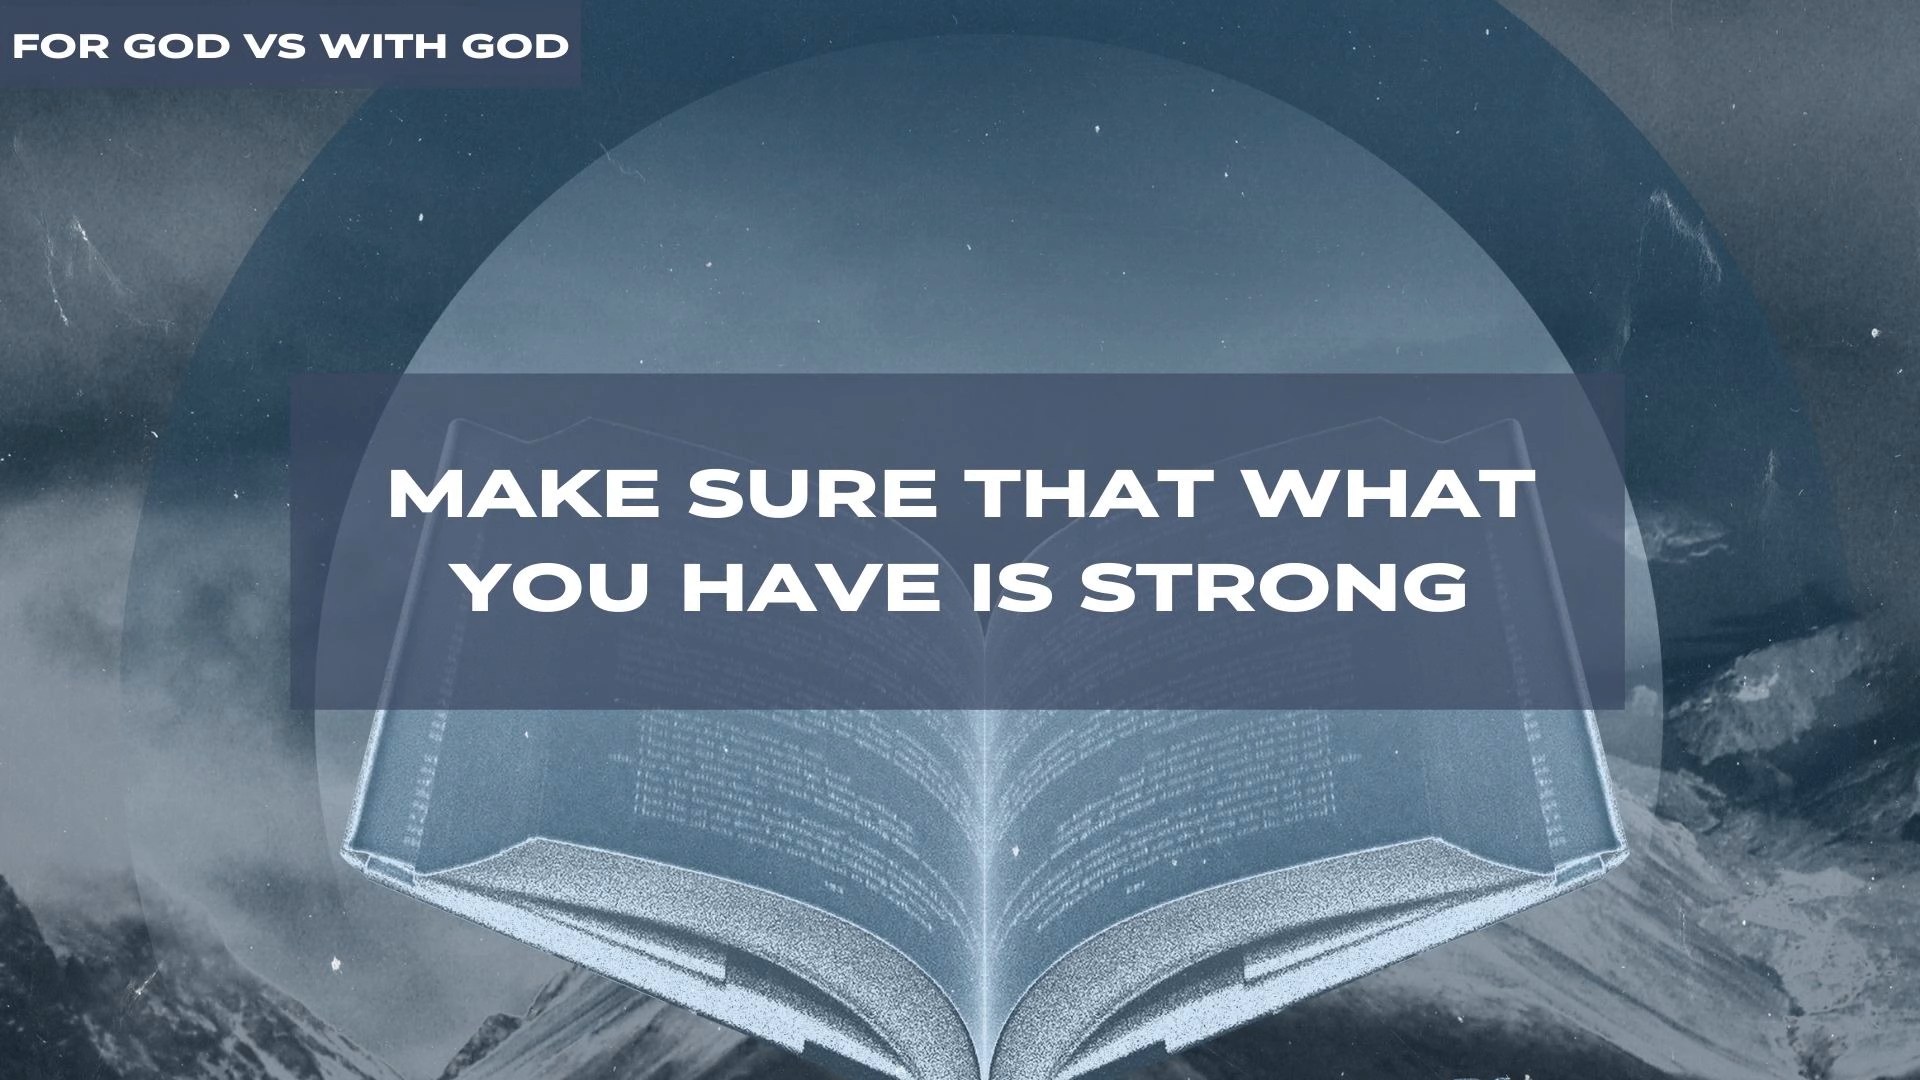 FOR GOD VS WITH GOD
MAKE SURE THAT WHAT
YOU HAVE IS STRONG